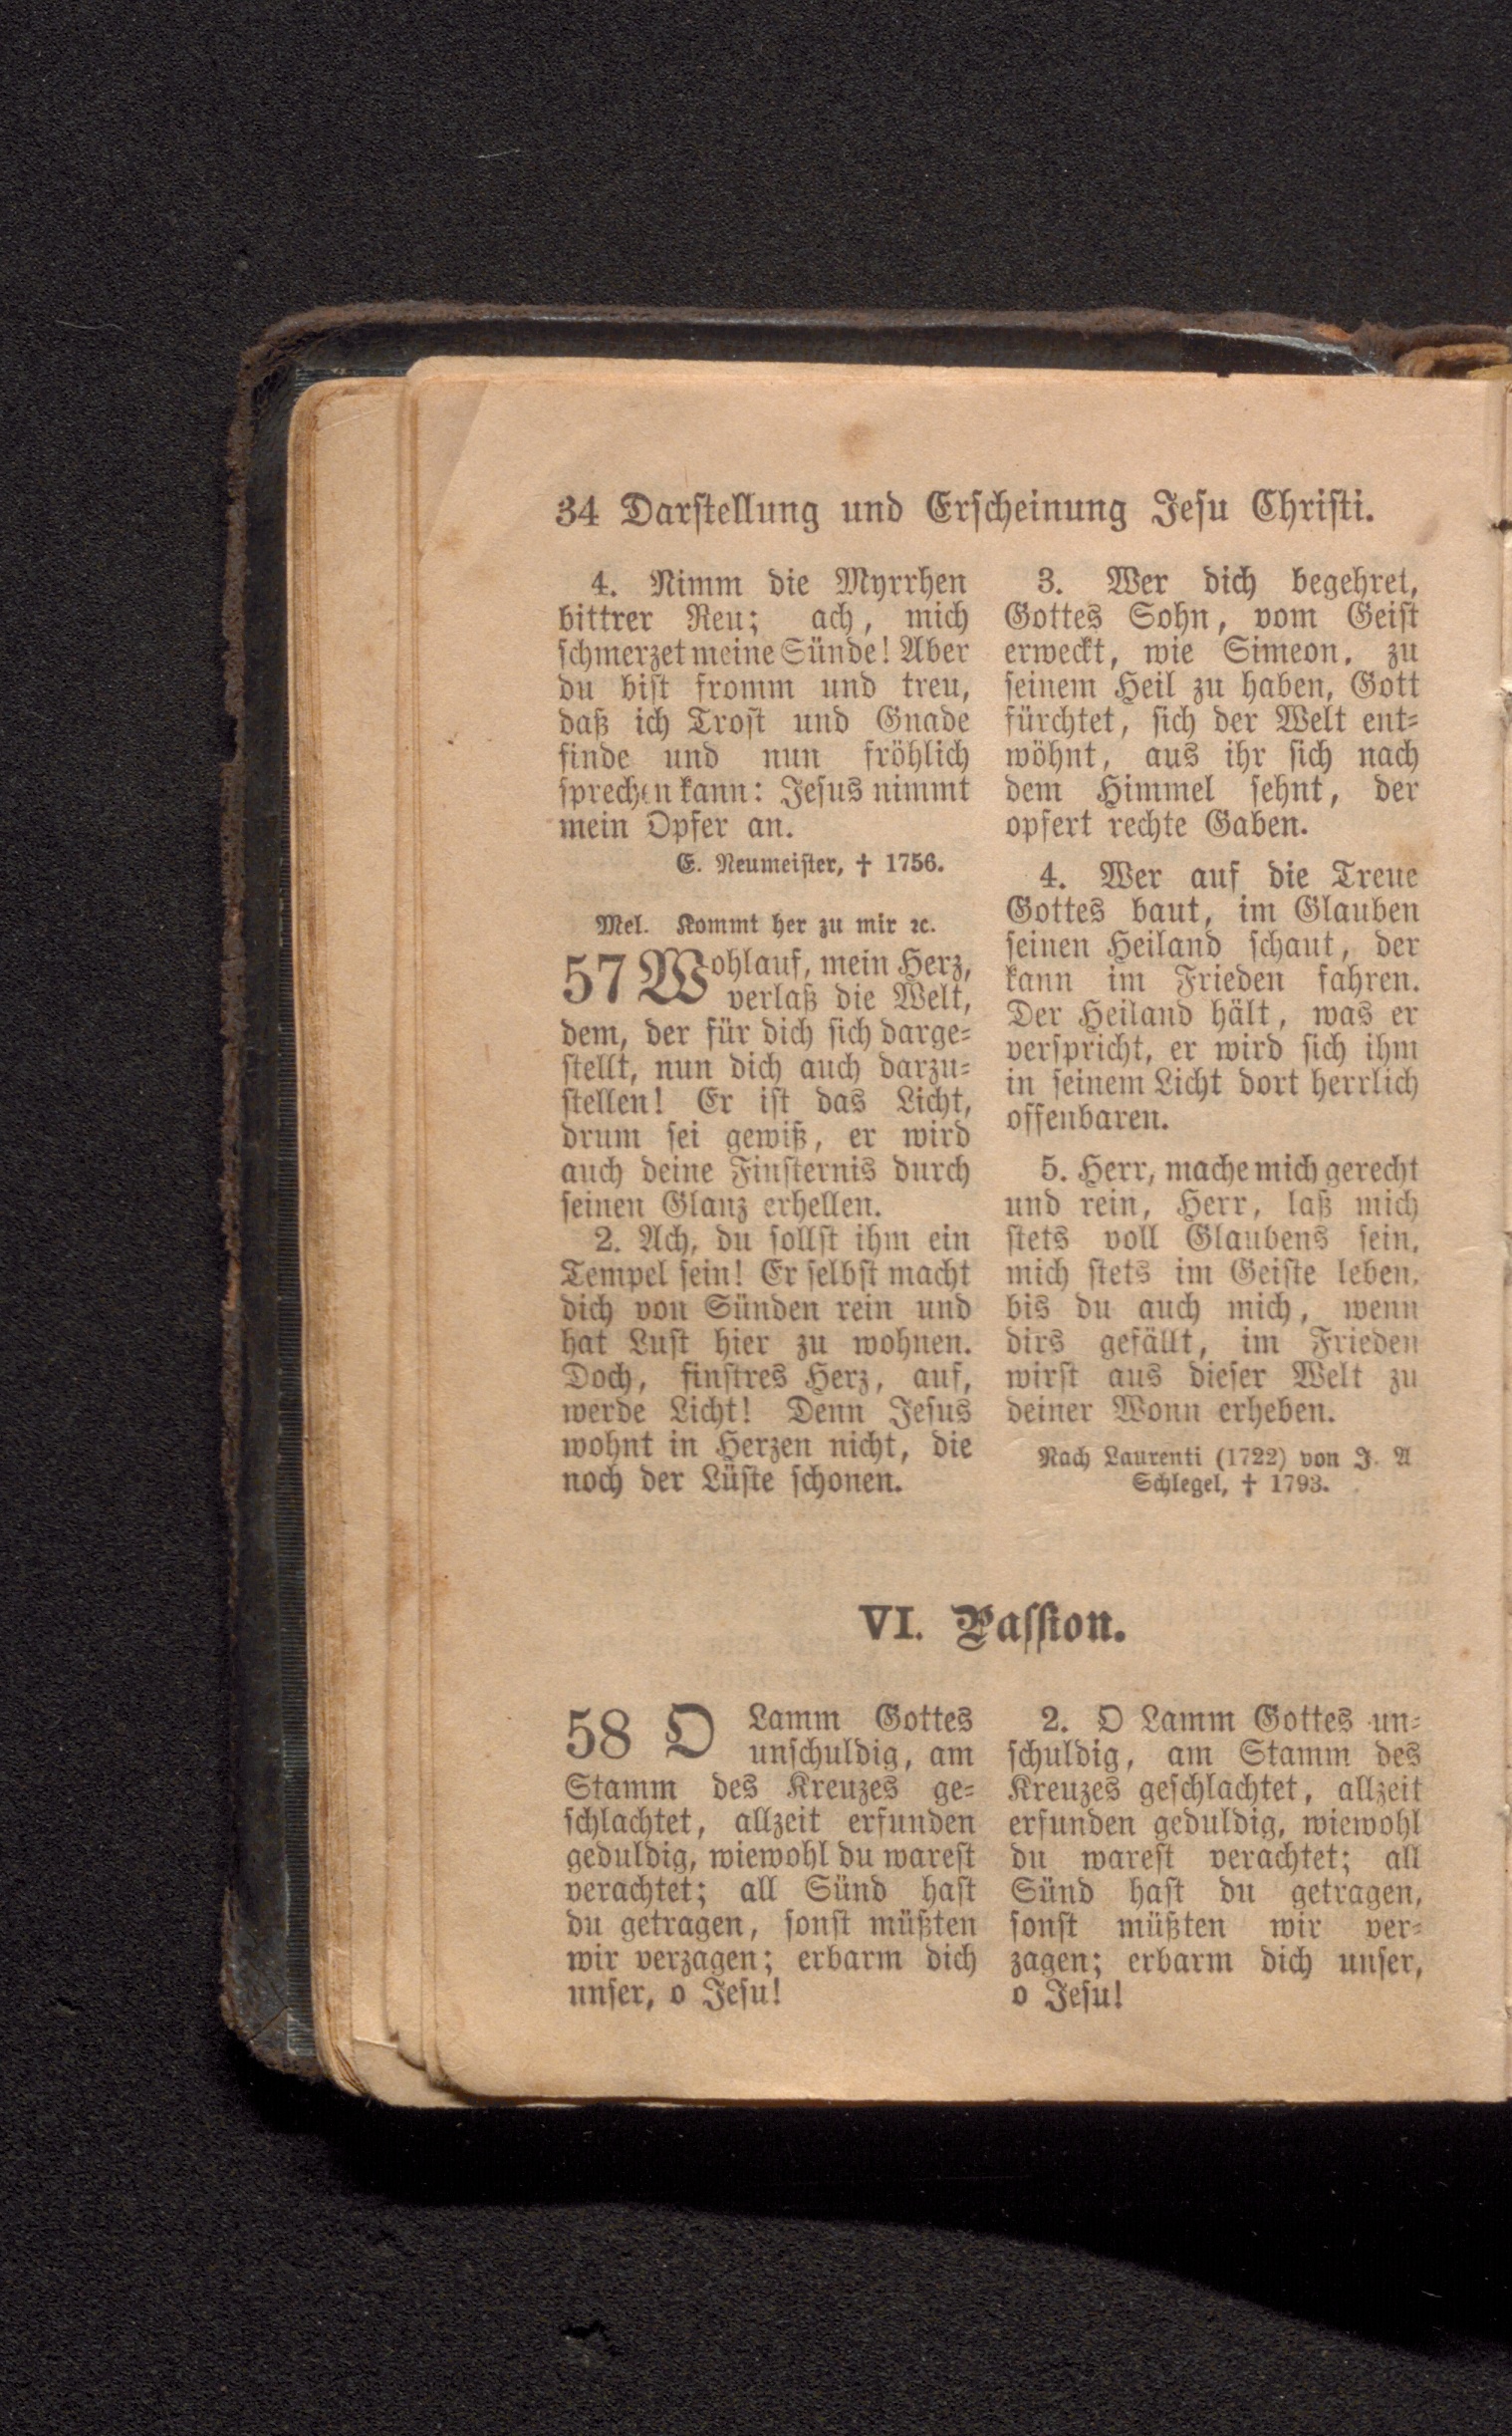 34 Darstellung und Erscheinung Jesu Christi.
4. Nimm die Myrrhen
bittrer Reu; ach, mich
schmerzet meine Sünde! Aber
du bist fromm und treu,
daß ich Trost und Gnade
finde und nun fröhlich
sprechen kann: Jesus nimmt
mein Opfer an.
E. Neumeister, † 1756.
Mel. Kommt her zu mir ꝛc.
57 Wohlauf, mein Herz,
verlaß die Welt,
dem, der für dich sich darge-
stellt, nun dich auch darzu-
stellen! Er ist das Licht,
drum sei gewiß, er wird
auch deine Finsternis durch
seinen Glanz erhellen.
2. Ach, du sollst ihm ein
Tempel sein! Er selbst macht
dich von Sünden rein und
hat Lust hier zu wohnen.
Doch, finstres Herz, auf,
werde Licht! Denn Jesus
wohnt in Herzen nicht, die
noch der Lüste schonen.
3. Wer dich begehret,
Gottes Sohn, vom Geist
erweckt, wie Simeon, zu
seinem Heil zu haben, Gott
fürchtet, sich der Welt ent-
wöhnt, aus ihr sich nach
dem Himmel sehnt, der
opfert rechte Gaben.
4. Wer auf die Treue
Gottes baut, im Glauben
seinen Heiland schaut, der
kann im Frieden fahren.
Der Heiland hält, was er
verspricht, er wird sich ihm
in seinem Licht dort herrlich
offenbaren.
5. Herr, mache mich gerecht
und rein, Herr, laß mich
stets voll Glaubens sein,
mich stets im Geiste leben,
bis du auch mich, wenn
dirs gefällt, im Frieden
wirst aus dieser Welt zu
deiner Wonn erheben.
Nach Laurenti (1722) von J. A
Schlegel, † 1793.
VI. Passion.
58 O Lamm Gottes
unschuldig, am
Stamm des Kreuzes ge-
schlachtet, allzeit erfunden
geduldig, wiewohl du warest
verachtet; all Sünd hast
du getragen, sonst müßten
wir verzagen; erbarm dich
unser, o Jesu!
2. O Lamm Gottes un-
schuldig, am Stamm des
Kreuzes geschlachtet, allzeit
erfunden geduldig, wiewohl
du warest verachtet; all
Sünd hast du getragen,
sonst müßten wir ver-
zagen; erbarm dich unser,
o Jesu!